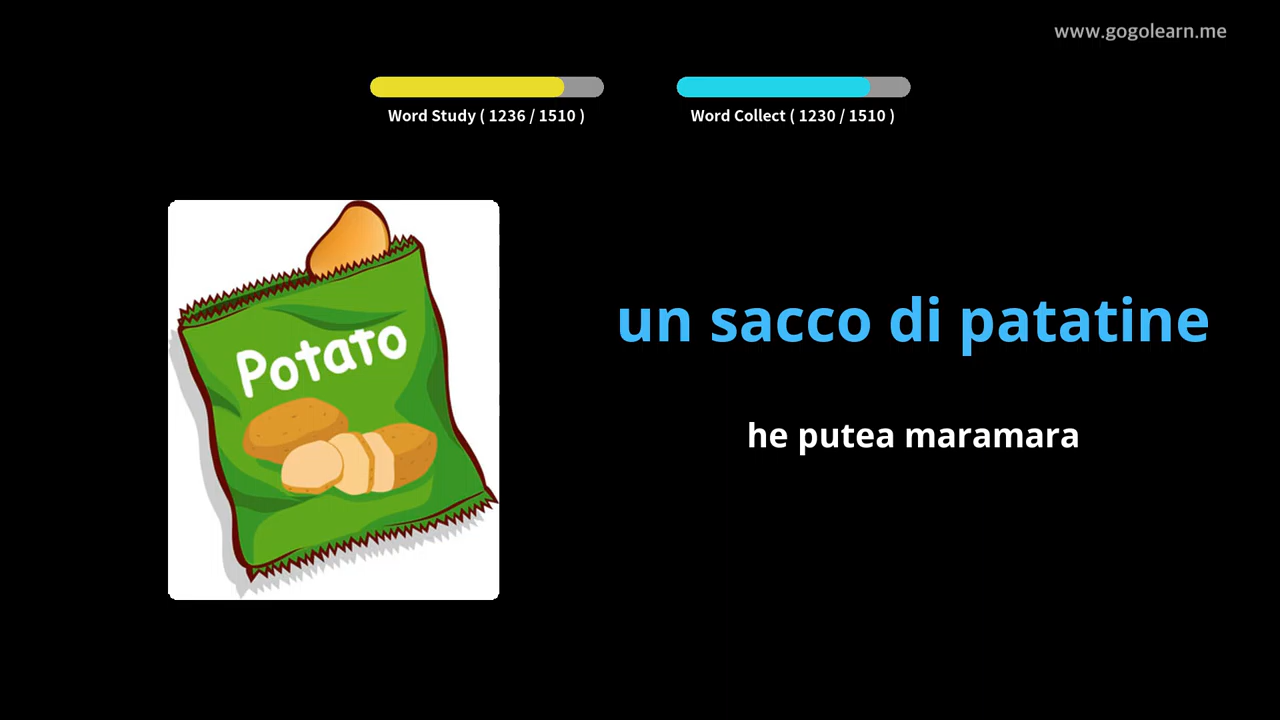 www.gogolearn.me
Word Study ( 1236 / 1510 )
Word Collect ( 1230 / 1510 )
Potato
un sacco di patatine
he putea maramara